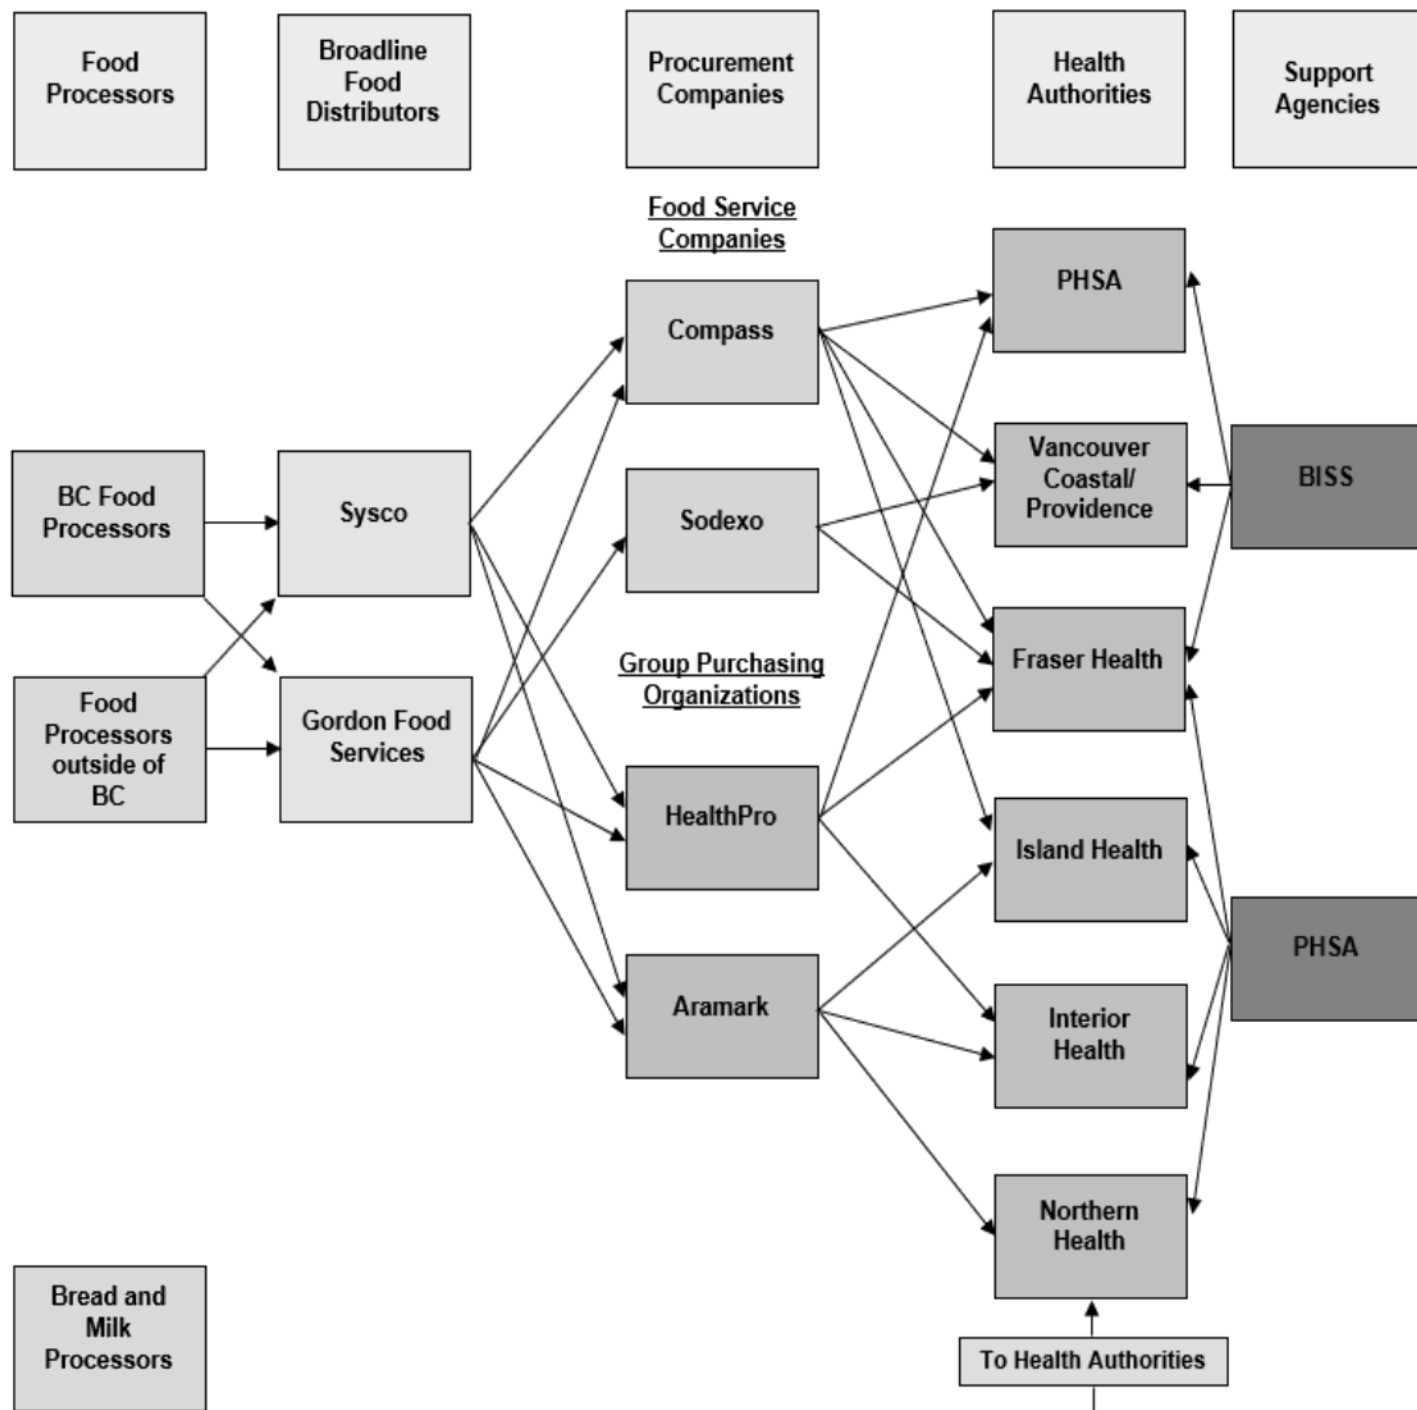 Food
Processors
Broadline
Food
Distributors
Procurement
Companies
Health
Authorities
Support
Agencies
Food Service
Companies
PHSA
Compass
Vancouver
Coastal/
Providence
BISS
BC Food
Processors
Sysco
Sodexo
Fraser Health
Group Purchasing
Organizations
Food
Processors
outside of
BC
Gordon Food
Services
HealthPro
Island Health
PHSA
Aramark
Interior
Health
Northern
Health
Bread and
Milk
Processors
To Health Authorities